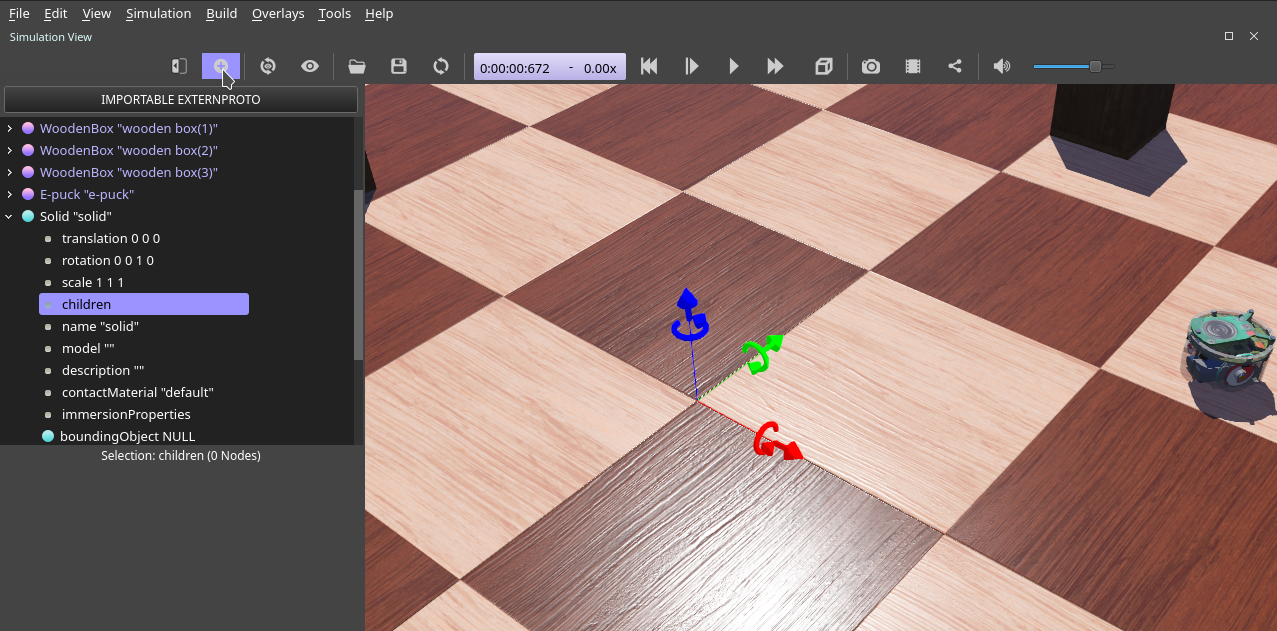 File Edit View Simulation Build Overlays Tools Help
Simulation View
0:00:00:672 - 0.00x
IMPORTABLE EXTERNPROTO
WoodenBox "wooden box(1)"
WoodenBox "wooden box(2)"
WoodenBox "wooden box(3)"
E-puck "e-puck"
Solid "solid"
translation 0 0 0
rotation 0 0 1 0
scale 1 1 1
children
name "solid"
model ""
description ""
contactMaterial "default"
immersionProperties
boundingObject NULL
Selection: children (0 Nodes)